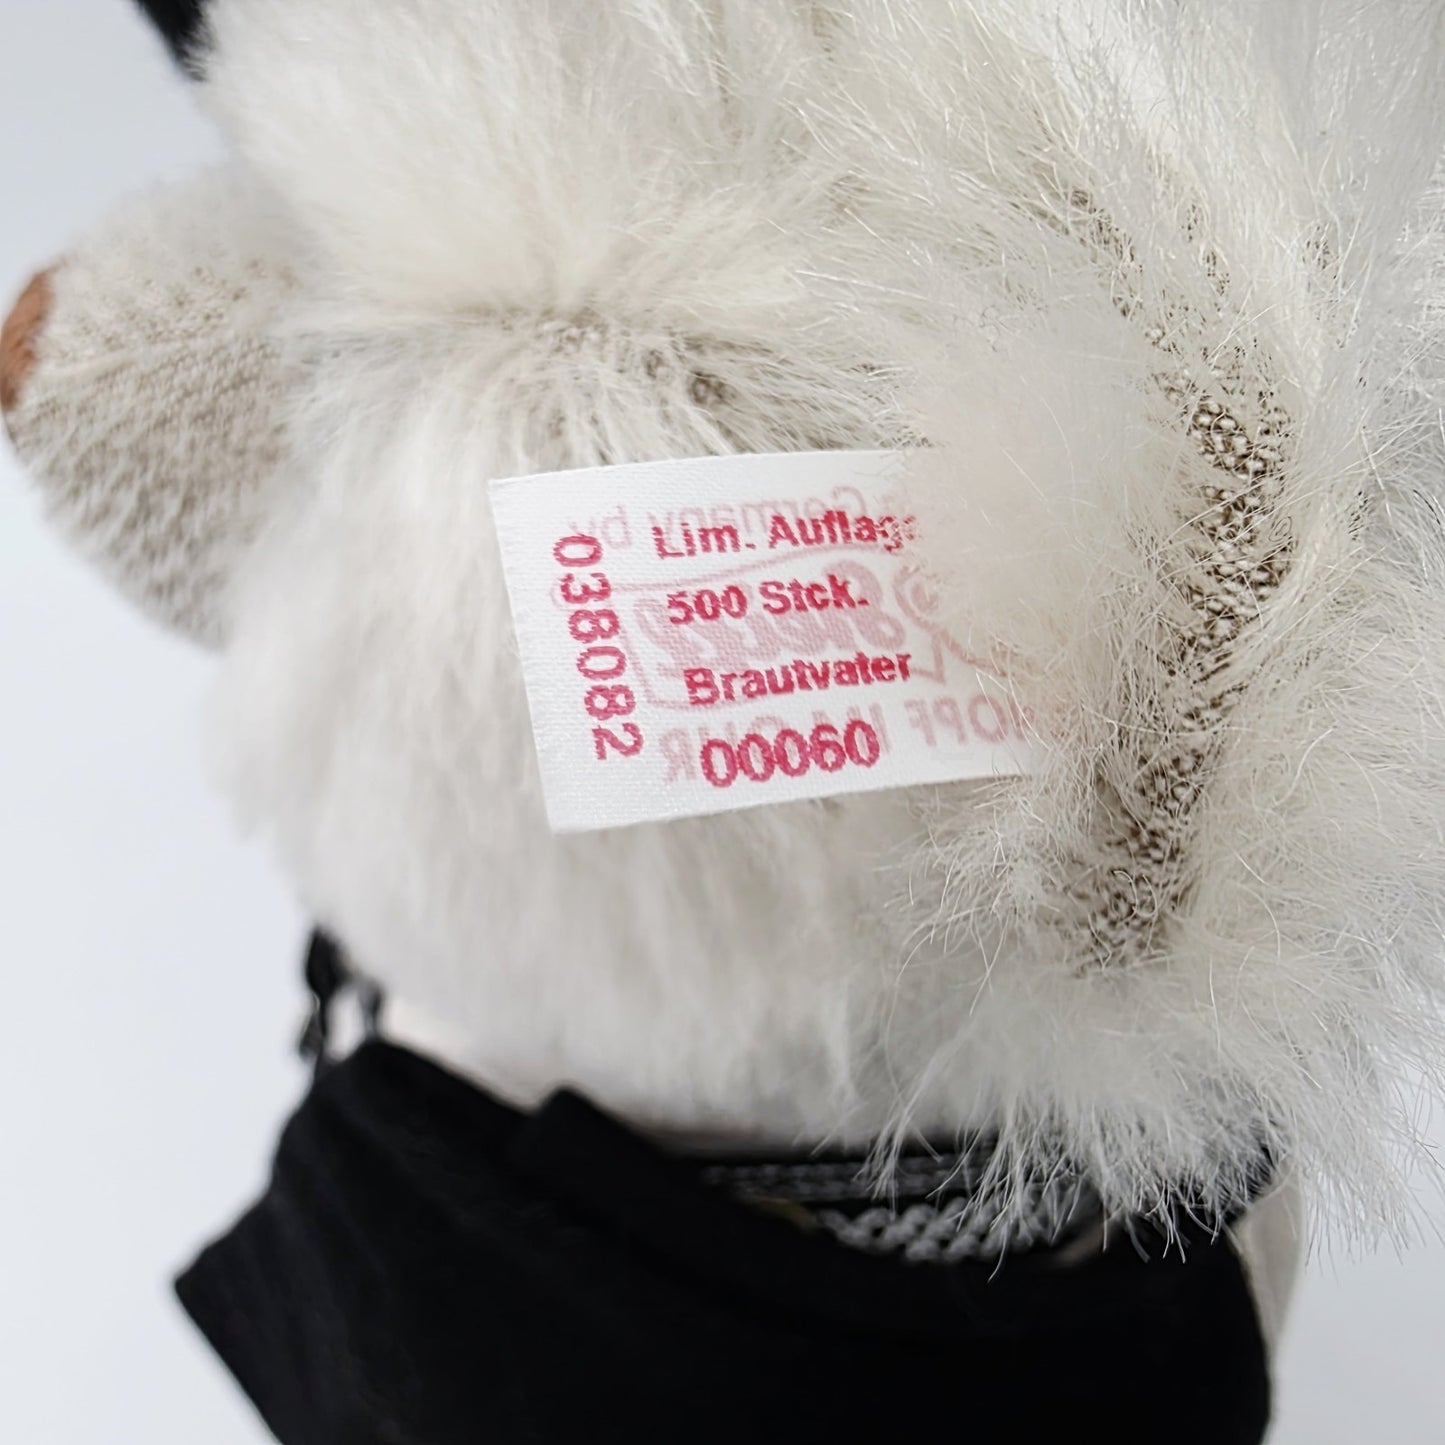 Lim. Auflage
500 Stck.
Brautvater
00060
038082